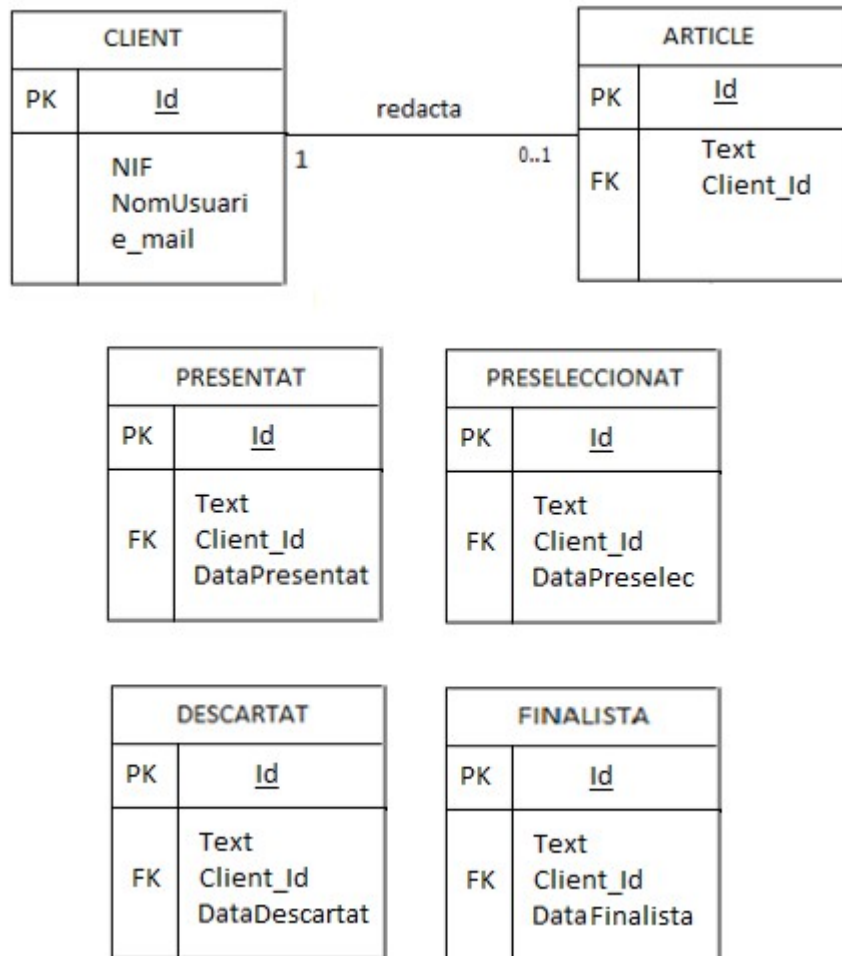 CLIENT
PK Id
NIF
NomUsuari
e_mail
redacta
1
0..1
ARTICLE
PK Id
Text
FK Client_Id
PRESENTAT
PK Id
Text
FK Client_Id
DataPresentat
PRESELECCIONAT
PK Id
Text
FK Client_Id
DataPreselec
DESCARTAT
PK Id
Text
FK Client_Id
DataDescartat
FINALISTA
PK Id
Text
FK Client_Id
DataFinalista